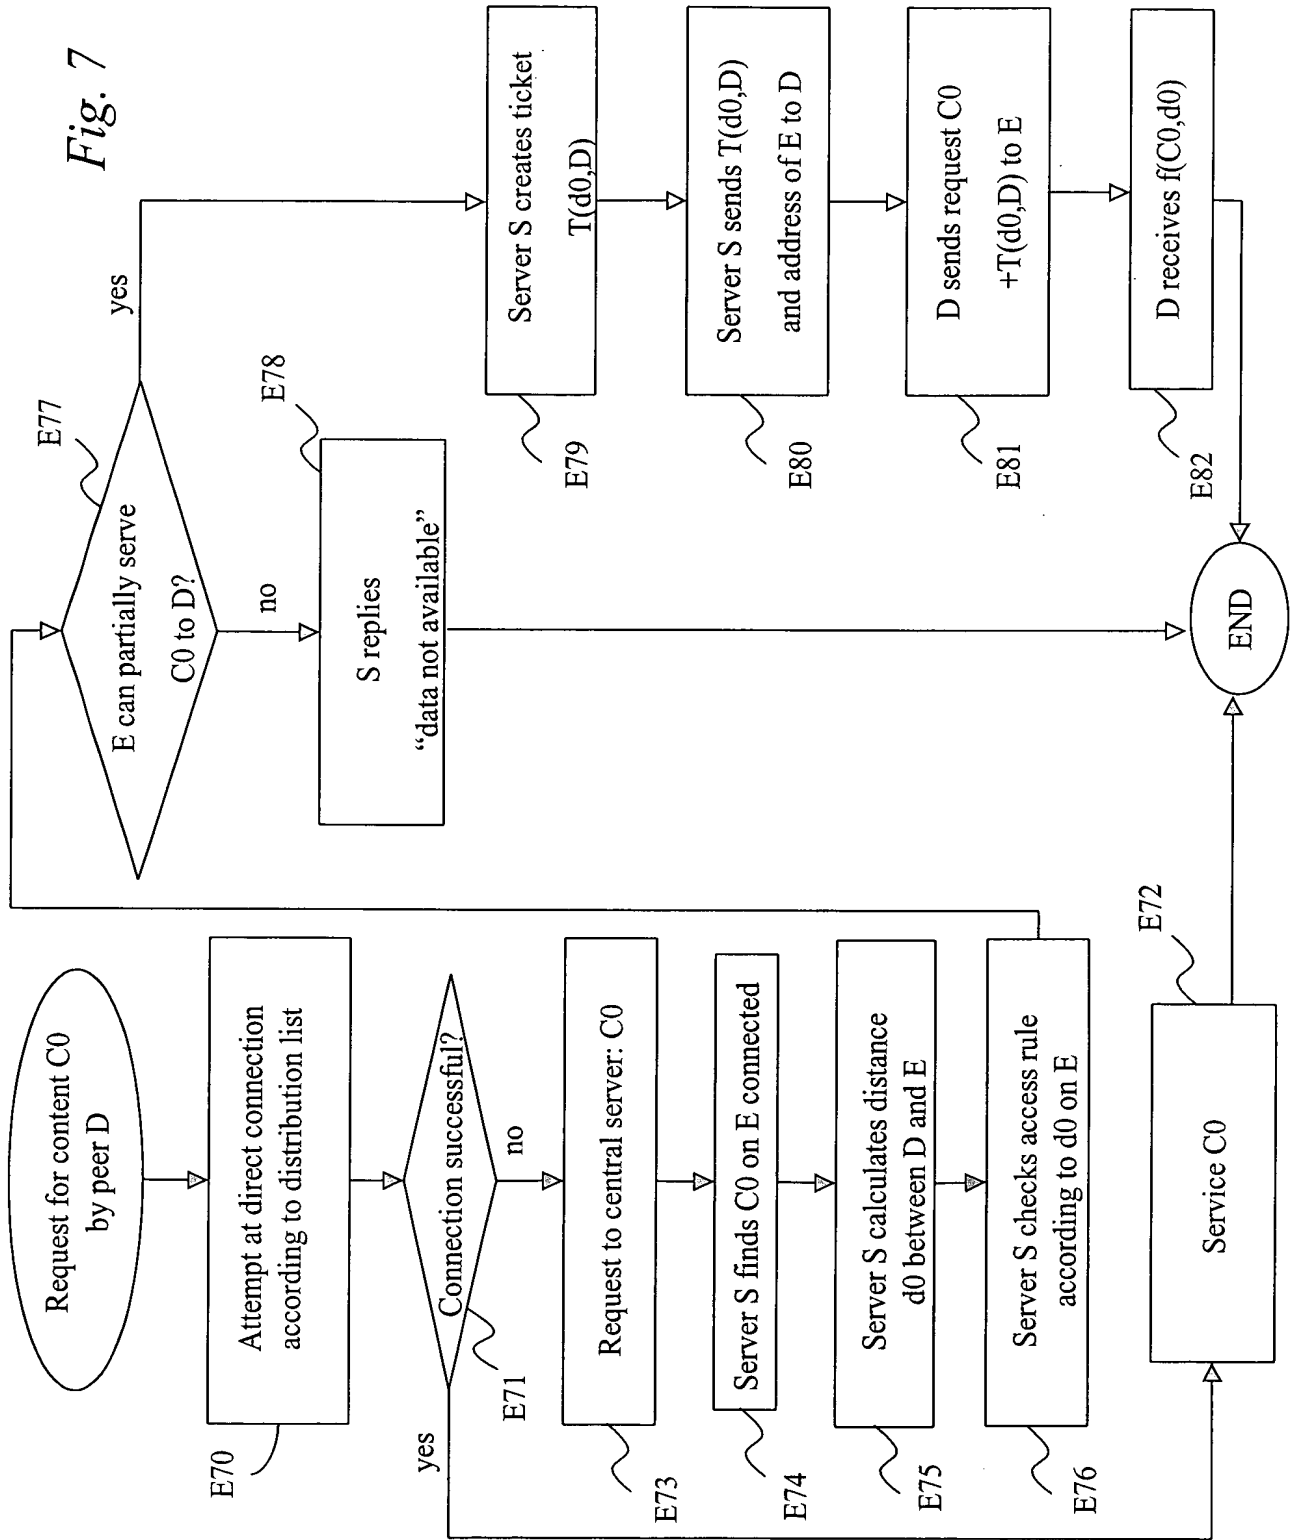 Fig. 7
Request for content C0
by peer D
E70
Attempt at direct connection
according to distribution list
Connection successful?
E71
yes
no
E73
Request to central server: C0
E74
Server S finds C0 on E connected
E75
Server S calculates distance
d0 between D and E
E76
Server S checks access rule
according to d0 on E
E72
Service C0
E77
E can partially serve
C0 to D?
yes
no
E78
S replies
“data not available”
E79
Server S creates ticket
T(d0,D)
E80
Server S sends T(d0,D)
and address of E to D
E81
D sends request C0
+T(d0,D) to E
E82
D receives f(C0,d0)
END